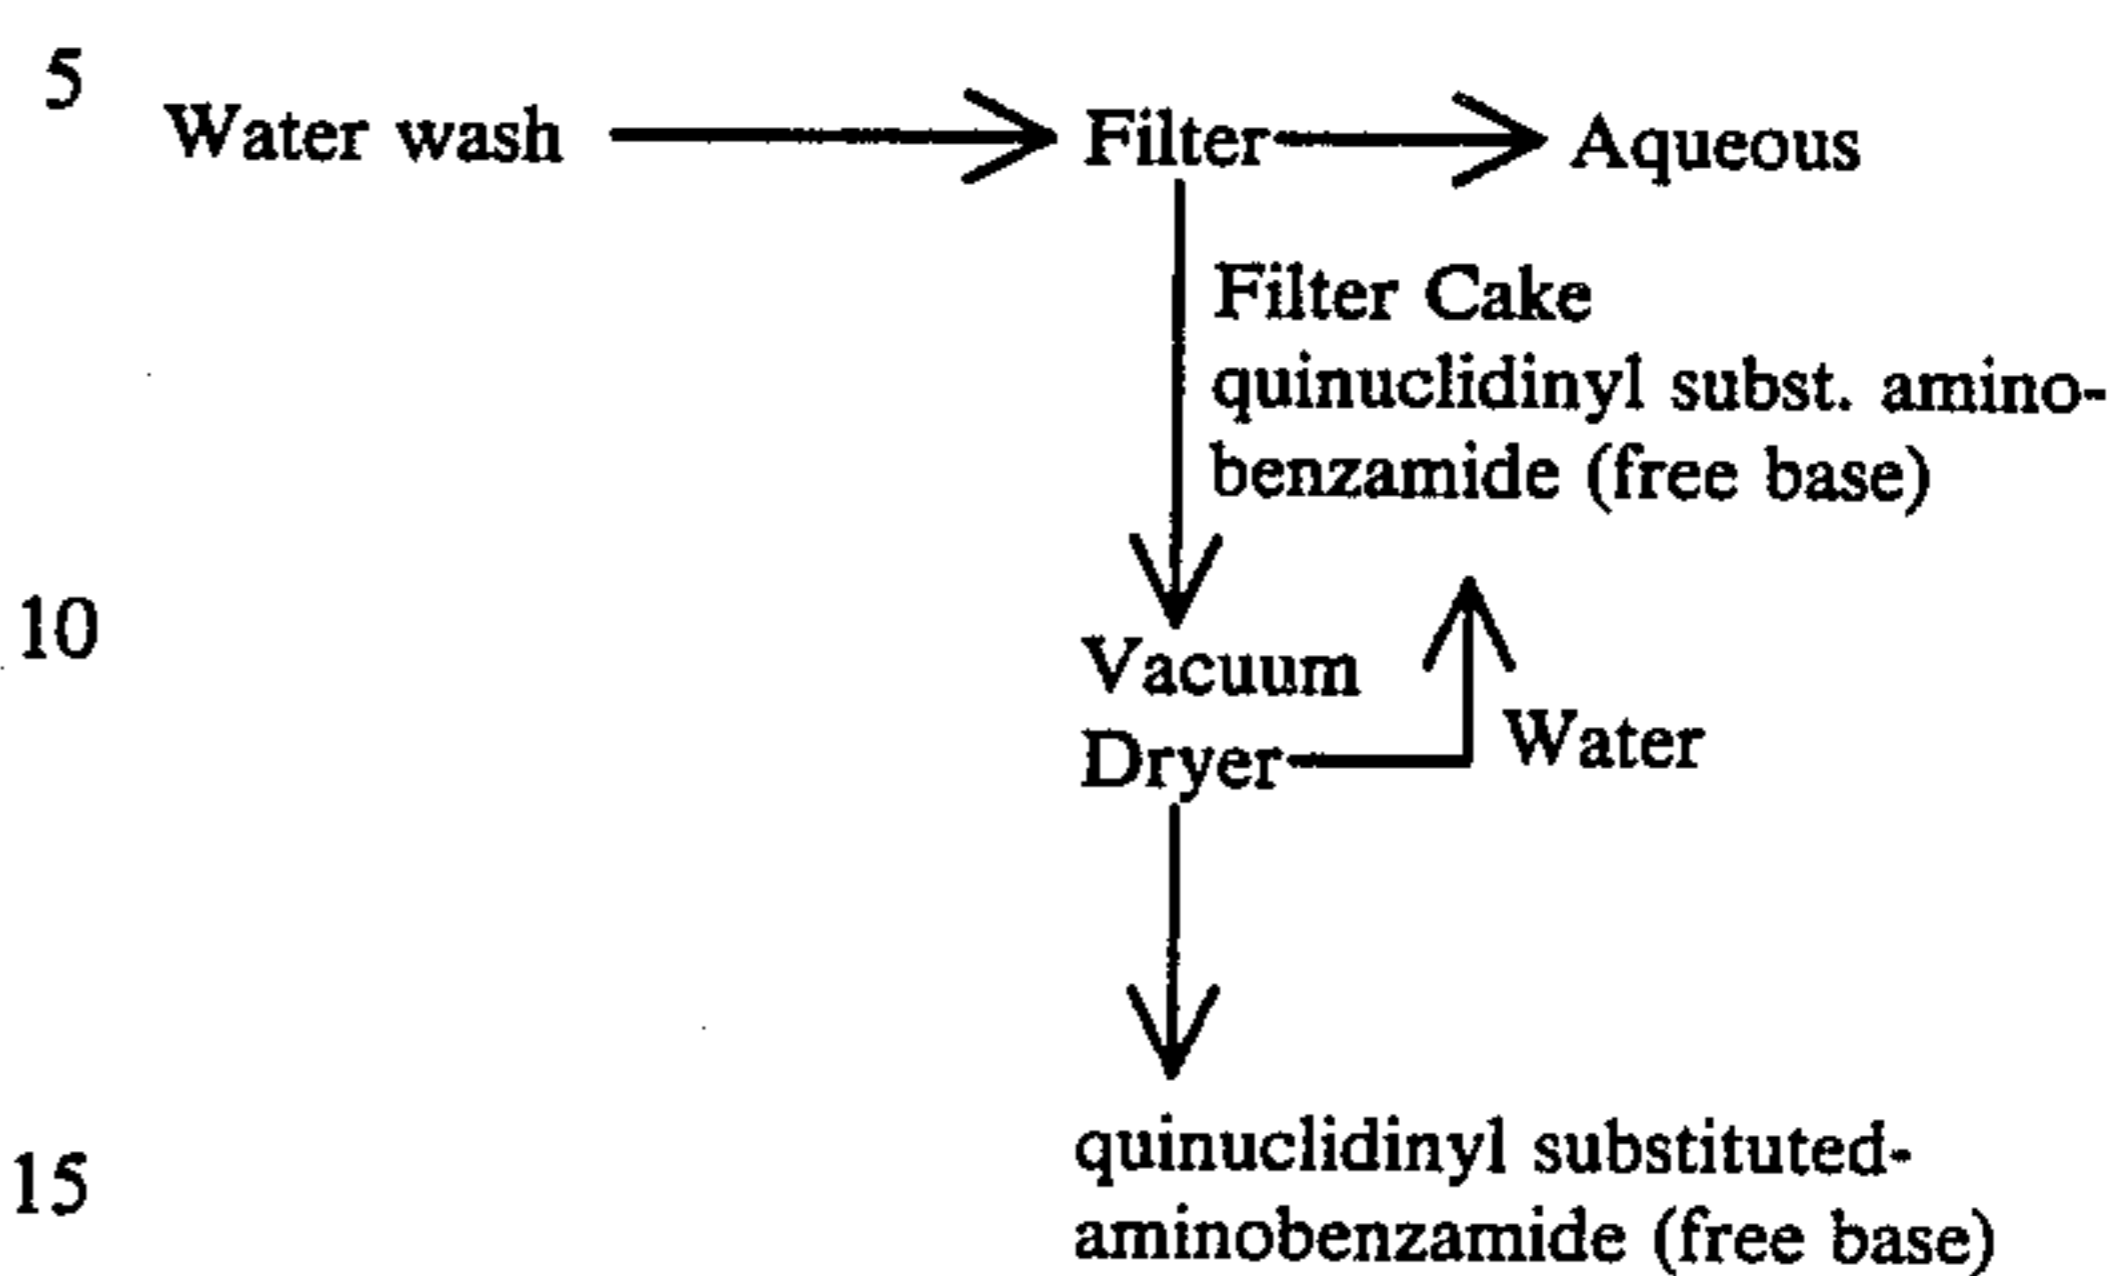 5
Water wash Filter Aqueous
Filter Cake
quinuclidinyl subst. amino-
benzamide (free base)
10
Vacuum
Dryer Water
quinuclidinyl substituted-
15
aminobenzamide (free base)